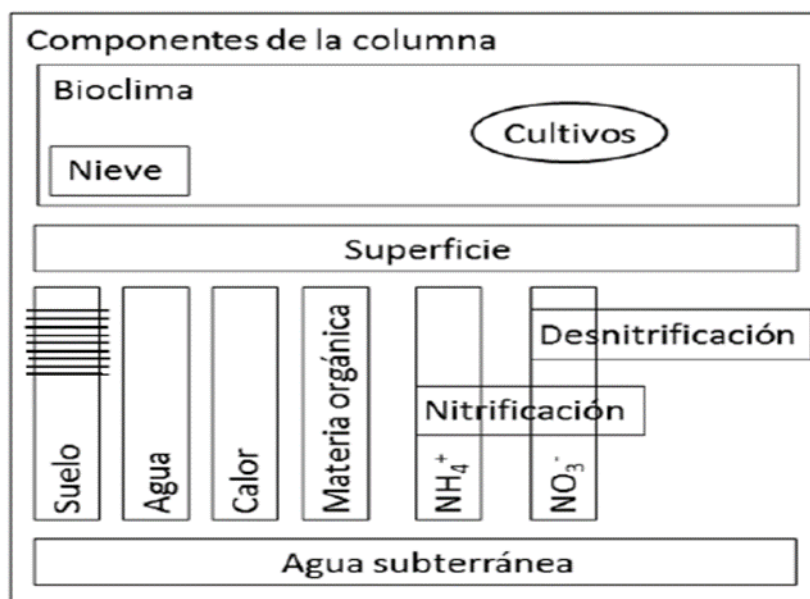 Componentes de la columna
Bioclima
Cultivos
Nieve
Superficie
Suelo
Agua
Calor
Materia orgánica
NH₄⁺
NO₃⁻
Desnitrificación
Nitrificación
Agua subterránea